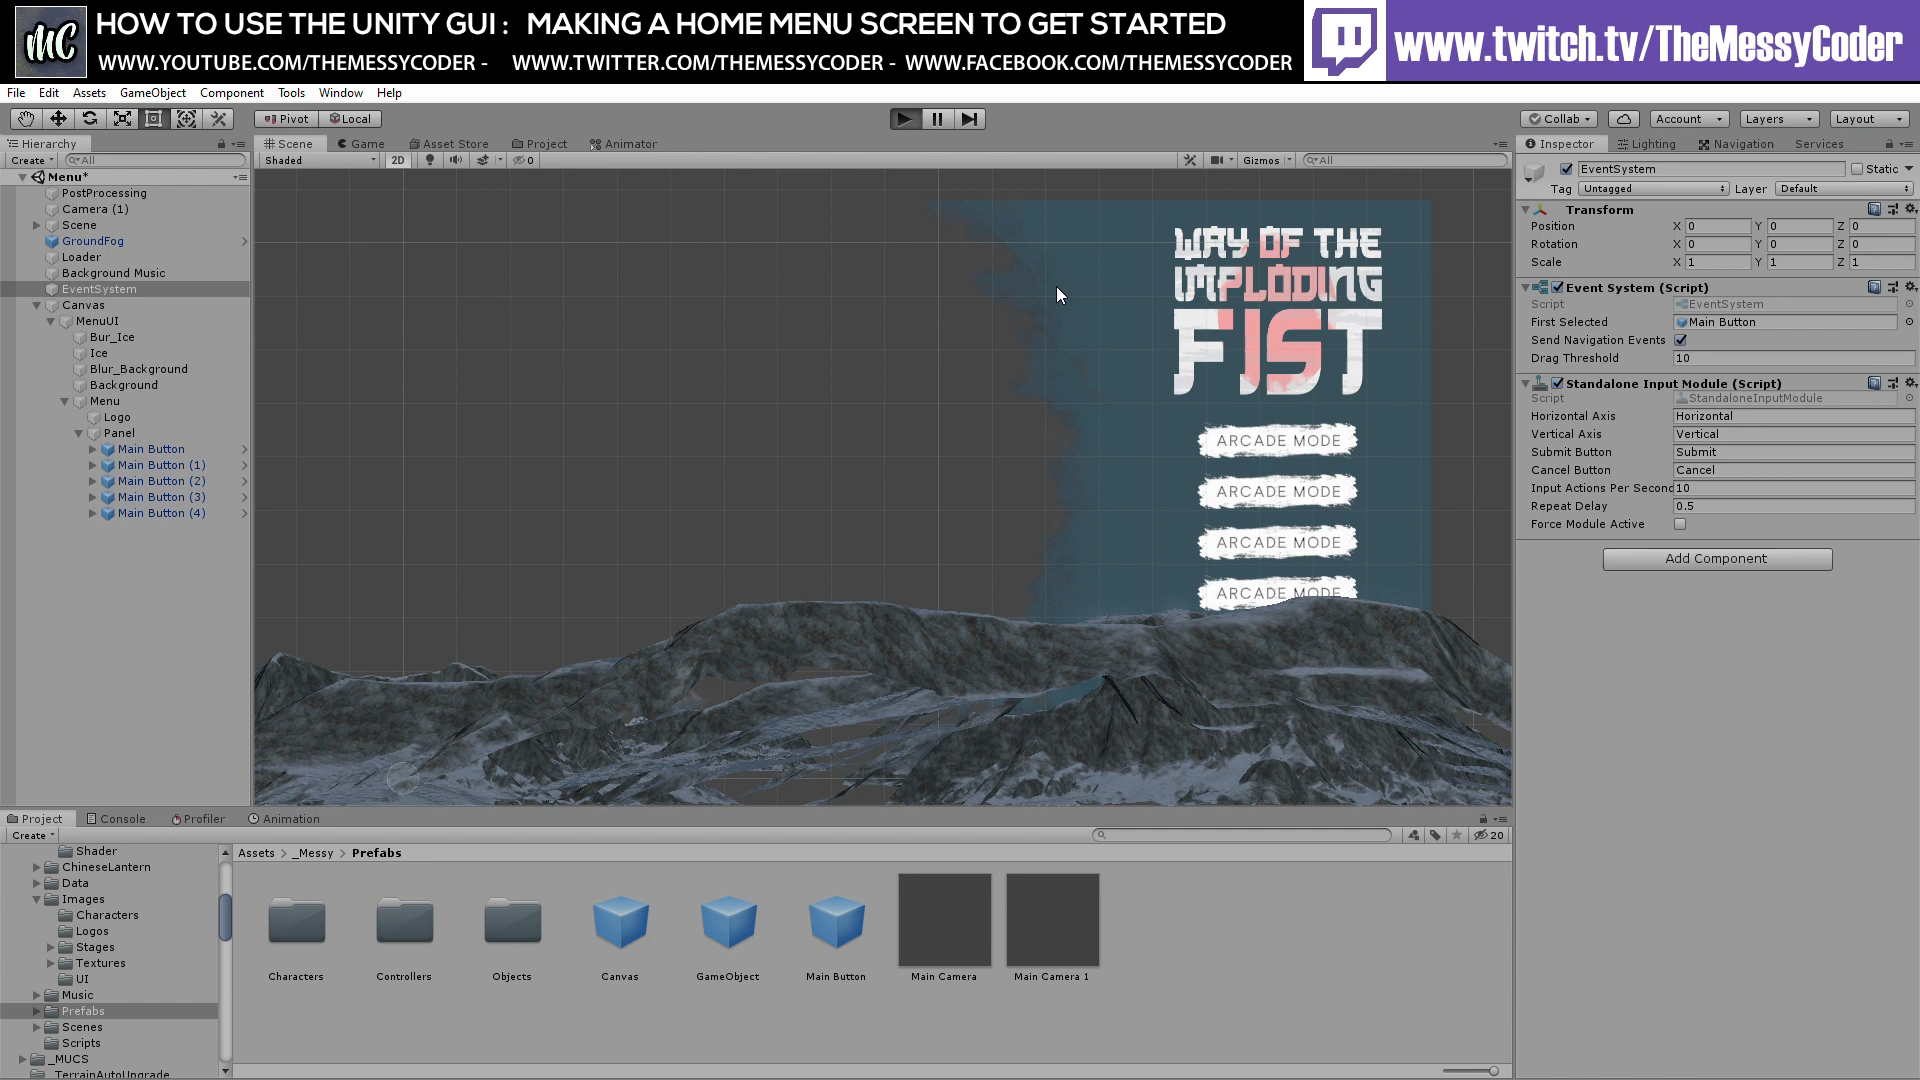 MC
HOW TO USE THE UNITY GUI : MAKING A HOME MENU SCREEN TO GET STARTED
WWW.YOUTUBE.COM/THEMESSYCODER - WWW.TWITTER.COM/THEMESSYCODER - WWW.FACEBOOK.COM/THEMESSYCODER
www.twitch.tv/TheMessyCoder
File Edit Assets GameObject Component Tools Window Help
Pivot Local
Collab Account Layers Layout
Hierarchy
Create All
Menu*
PostProcessing
Camera (1)
Scene
GroundFog
Loader
Background Music
EventSystem
Canvas
MenuUI
Bur_Ice
Ice
Blur_Background
Background
Menu
Logo
Panel
Main Button
Main Button (1)
Main Button (2)
Main Button (3)
Main Button (4)
Scene Game Asset Store Project Animator
Shaded 2D 0 Gizmos All
WAY OF THE
IMPLODING
FIST
ARCADE MODE
ARCADE MODE
ARCADE MODE
ARCADE MODE
Inspector Lighting Navigation Services
EventSystem Static
Tag Untagged Layer Default
Transform
Position X 0 Y 0 Z 0
Rotation X 0 Y 0 Z 0
Scale X 1 Y 1 Z 1
Event System (Script)
Script EventSystem
First Selected Main Button
Send Navigation Events
Drag Threshold 10
Standalone Input Module (Script)
Script StandaloneInputModule
Horizontal Axis Horizontal
Vertical Axis Vertical
Submit Button Submit
Cancel Button Cancel
Input Actions Per Second 10
Repeat Delay 0.5
Force Module Active
Add Component
Project Console Profiler Animation
Create 20
Shader
ChineseLantern
Data
Images
Characters
Logos
Stages
Textures
UI
Music
Prefabs
Scenes
Scripts
_MUCS
TerrainAutoUpgrade
Assets > _Messy > Prefabs
Characters Controllers Objects Canvas GameObject Main Button Main Camera Main Camera 1